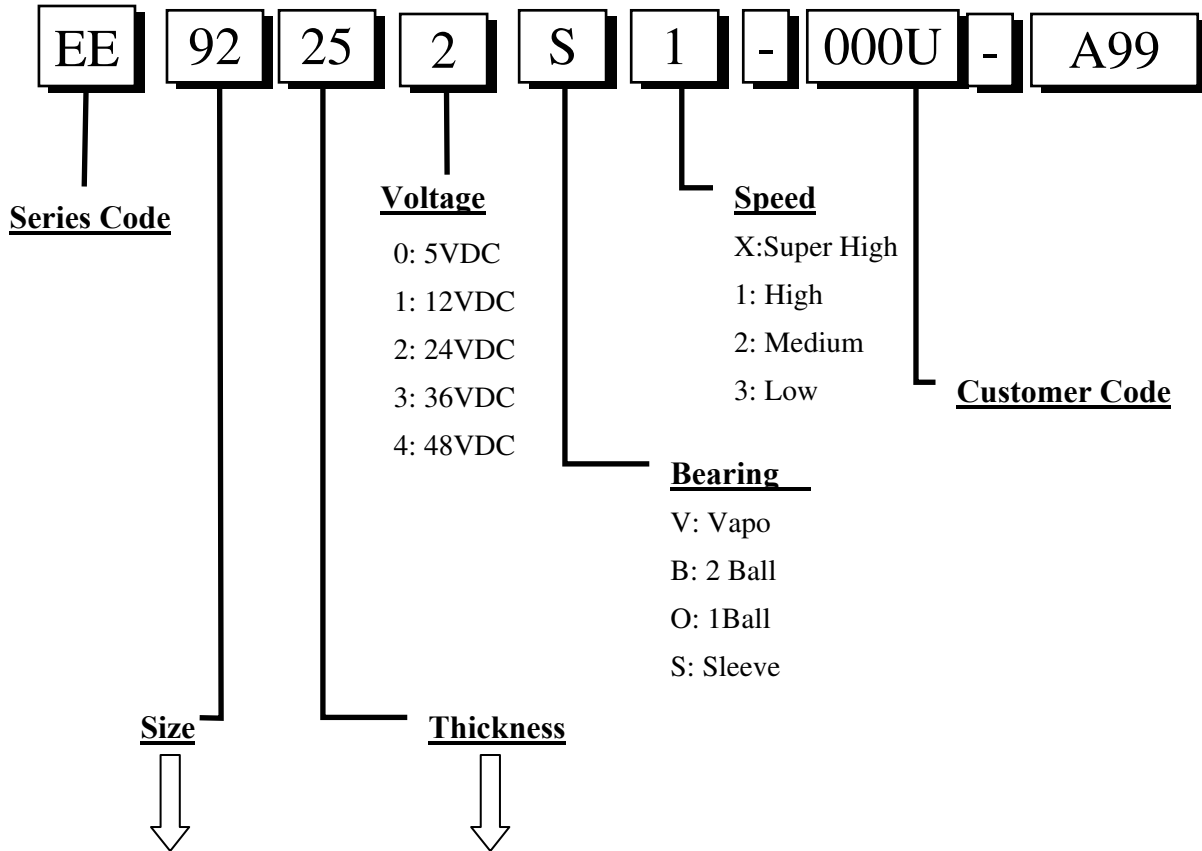 EE 92 25 2 S 1 - 000U - A99
Series Code
Voltage
0: 5VDC
1: 12VDC
2: 24VDC
3: 36VDC
4: 48VDC
Speed
X:Super High
1: High
2: Medium
3: Low
Customer Code
Bearing
V: Vapo
B: 2 Ball
O: 1Ball
S: Sleeve
Size
Thickness